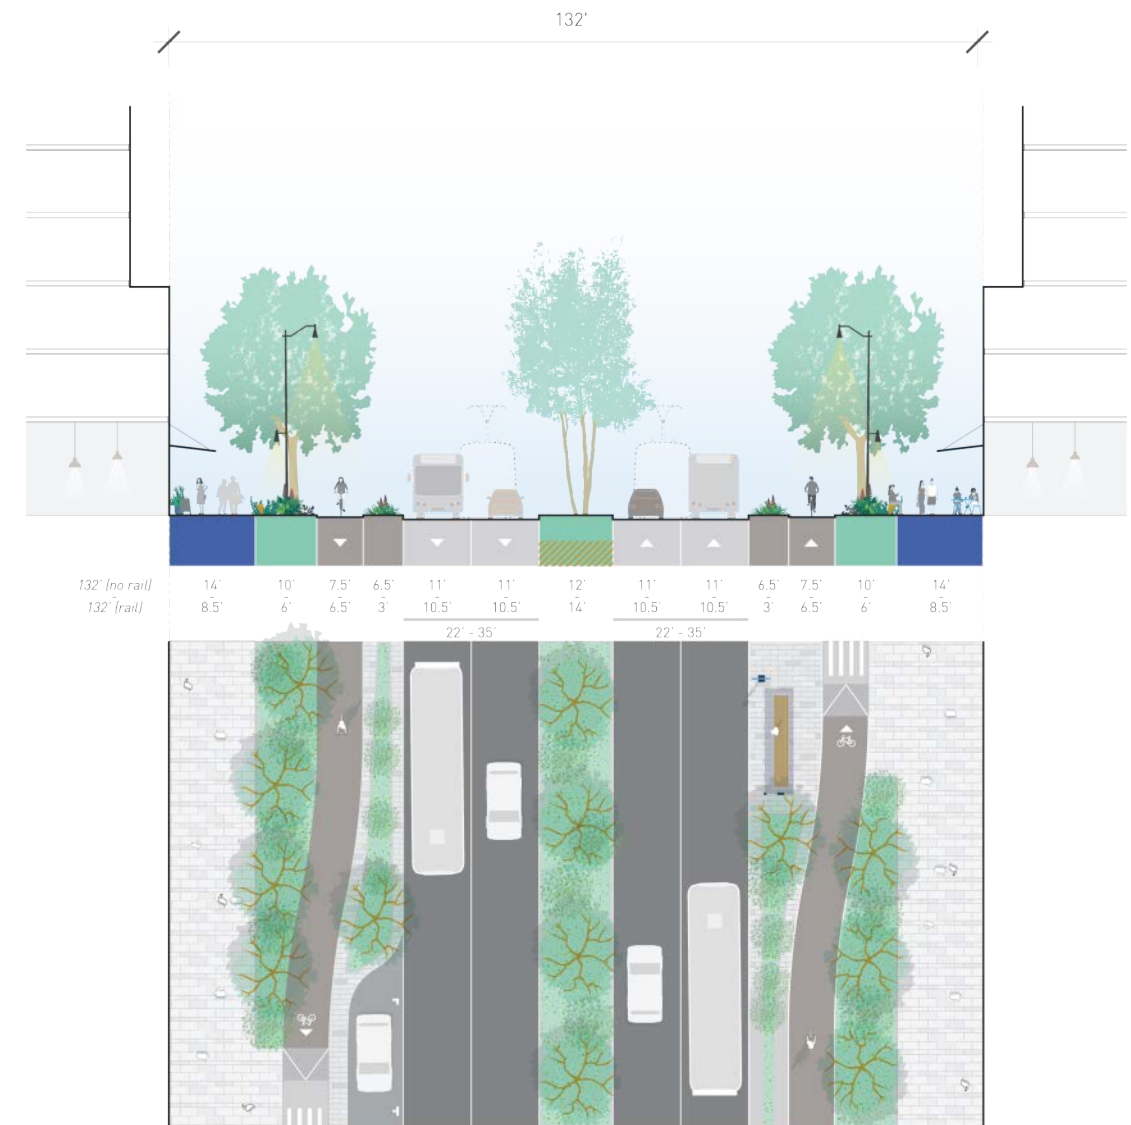 132'
132' (no rail) 14' 10' 7.5' 6.5' 11' 11' 12' 11' 11' 6.5' 7.5' 10' 14'
- - - - - - - - - - - - -
132' (rail) 8.5' 6' 6.5' 3' 10.5' 10.5' 14' 10.5' 10.5' 3' 6.5' 6' 8.5'
22' - 35' 22' - 35'